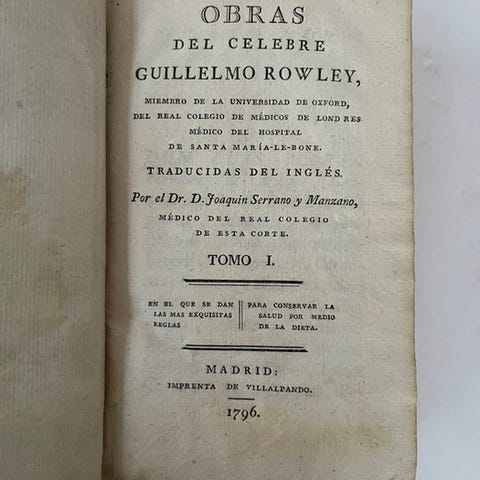 OBRAS
DEL CELEBRE
GUILLELMO ROWLEY,
MIEMBRO DE LA UNIVERSIDAD DE OXFORD,
DEL REAL COLEGIO DE MÉDICOS DE LOND RES
MÉDICO DEL HOSPITAL
DE SANTA MARÍA-LE-BONE.
TRADUCIDAS DEL INGLÉS.
Por el Dr. D. Joaquin Serrano y Manzano,
MÉDICO DEL REAL COLEGIO
DE ESTA CORTE.
TOMO I.
EN EL QUE SE DAN
LAS MAS EXQUISITAS
REGLAS
PARA CONSERVAR LA
SALUD POR MEDIO
DE LA DIETA.
MADRID:
IMPRENTA DE VILLALPANDO.
1796.